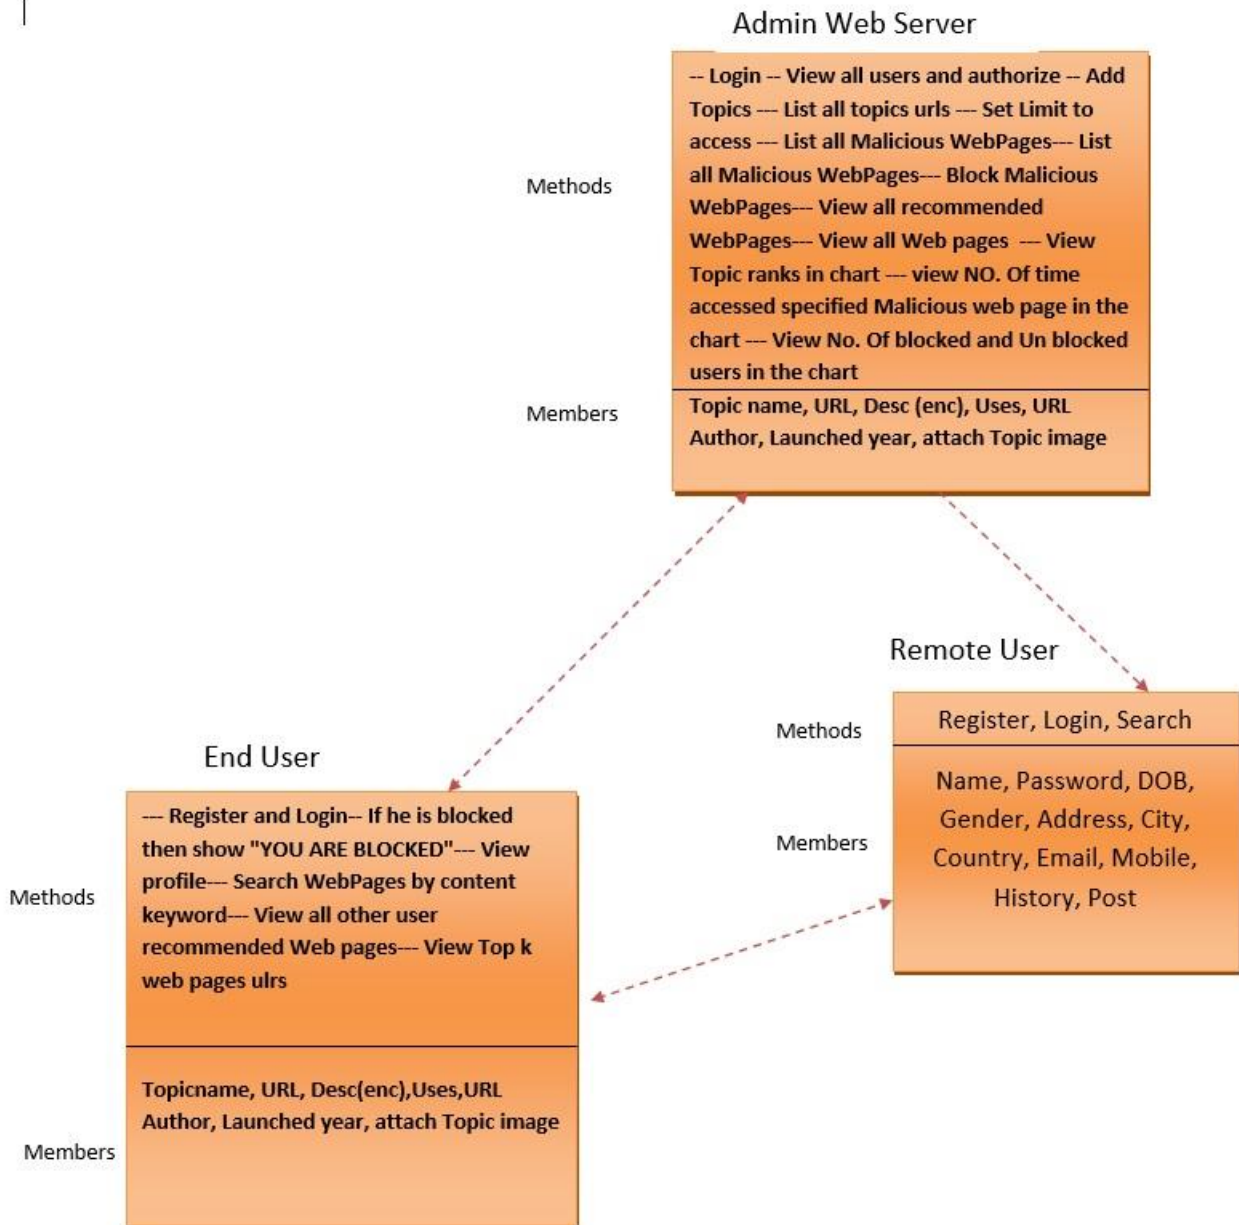 Admin Web Server
-- Login -- View all users and authorize -- Add
Topics --- List all topics urls --- Set Limit to
access --- List all Malicious WebPages--- List
all Malicious WebPages--- Block Malicious
WebPages--- View all recommended
WebPages--- View all Web pages --- View
Topic ranks in chart --- view NO. Of time
accessed specified Malicious web page in the
chart --- View No. Of blocked and Un blocked
users in the chart
Methods
Members
Topic name, URL, Desc (enc), Uses, URL
Author, Launched year, attach Topic image
Remote User
Methods
Register, Login, Search
Members
Name, Password, DOB,
Gender, Address, City,
Country, Email, Mobile,
History, Post
End User
Methods
--- Register and Login-- If he is blocked
then show "YOU ARE BLOCKED"--- View
profile--- Search WebPages by content
keyword--- View all other user
recommended Web pages--- View Top k
web pages ulrs
Members
Topicname, URL, Desc(enc),Uses,URL
Author, Launched year, attach Topic image